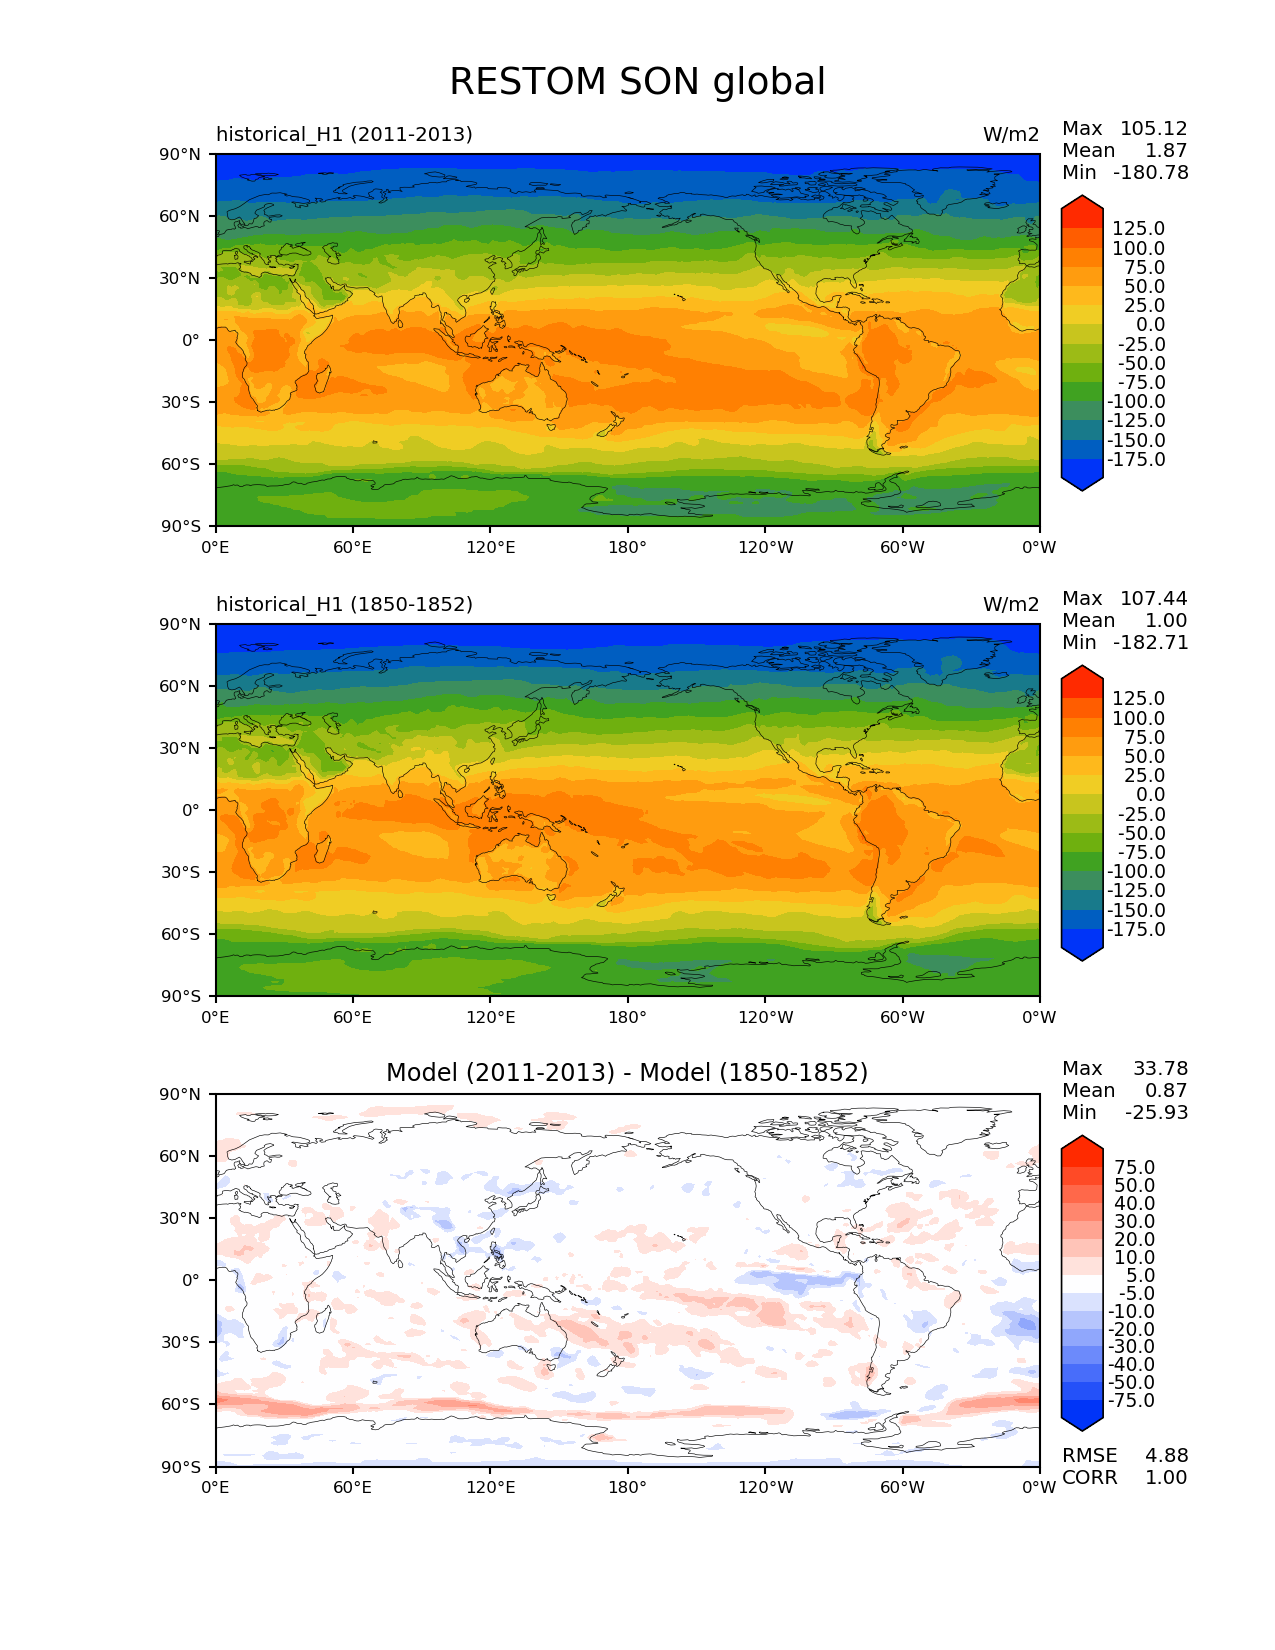 RESTOM SON global
historical_H1 (2011-2013)
W/m2
Max 105.12
Mean 1.87
Min -180.78
90°N
60°N
30°N
0°
30°S
60°S
90°S
0°E
60°E
120°E
180°
120°W
60°W
0°W
125.0
100.0
75.0
50.0
25.0
0.0
-25.0
-50.0
-75.0
-100.0
-125.0
-150.0
-175.0
historical_H1 (1850-1852)
W/m2
Max 107.44
Mean 1.00
Min -182.71
90°N
60°N
30°N
0°
30°S
60°S
90°S
0°E
60°E
120°E
180°
120°W
60°W
0°W
125.0
100.0
75.0
50.0
25.0
0.0
-25.0
-50.0
-75.0
-100.0
-125.0
-150.0
-175.0
Model (2011-2013) - Model (1850-1852)
Max 33.78
Mean 0.87
Min -25.93
90°N
60°N
30°N
0°
30°S
60°S
90°S
0°E
60°E
120°E
180°
120°W
60°W
0°W
75.0
50.0
40.0
30.0
20.0
10.0
5.0
-5.0
-10.0
-20.0
-30.0
-40.0
-50.0
-75.0
RMSE 4.88
CORR 1.00